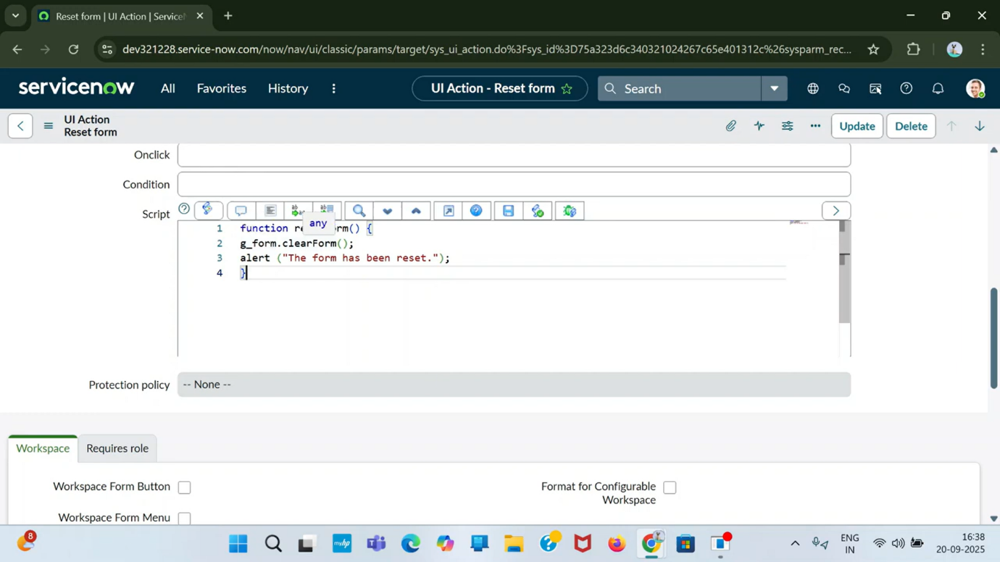 Reset form | UI Action | Service
dev321228.service-now.com/now/nav/ui/classic/params/target/sys_ui_action.do%3Fsys_id%3D75a323d6c340321024267c65e401312c%26sysparm_rec...
servicenow
All
Favorites
History
UI Action - Reset form
Search
UI Action
Reset form
Update
Delete
Onclick
Condition
Script
any
1 function re rm() {
2 g_form.clearForm();
3 alert ("The form has been reset.");
4 }
Protection policy
-- None --
Workspace
Requires role
Workspace Form Button
Format for Configurable
Workspace
Workspace Form Menu
8
myhp
ENG
IN
16:38
20-09-2025